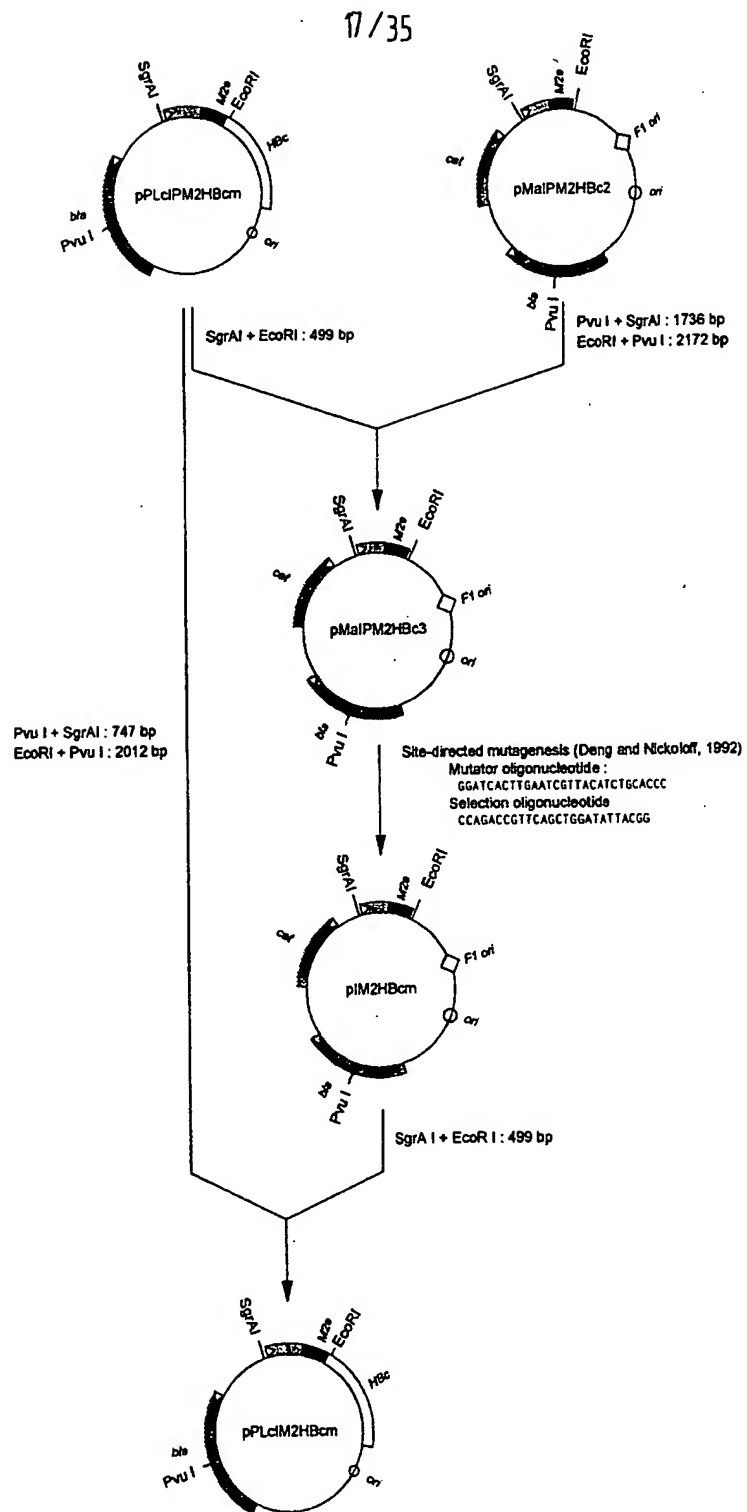 17/35
SgrAI
M2e
EcoRI
HBc
pPLcIPM2HBcm
bla
Pvu I
ori
SgrAI
M2e
EcoRI
F1 ori
cat
pMaIPM2HBc2
ori
bla
Pvu I
SgrAI + EcoRI : 499 bp
Pvu I + SgrAI : 1736 bp
EcoRI + Pvu I : 2172 bp
SgrAI
M2e
EcoRI
cat
F1 ori
pMaIPM2HBc3
ori
bla
Pvu I
Pvu I + SgrAI : 747 bp
EcoRI + Pvu I : 2012 bp
Site-directed mutagenesis (Deng and Nickoloff, 1992)
Mutator oligonucleotide :
GGATCACTTGAATCGTTACATCTGCACCC
Selection oligonucleotide
CCAGACCGTTCAGCTGGATATTACGG
SgrAI
M2e
EcoRI
cat
F1 ori
pIM2HBcm
ori
bla
Pvu I
SgrA I + EcoR I : 499 bp
SgrAI
M2e
EcoRI
HBc
pPLcIM2HBcm
bla
Pvu I
ori